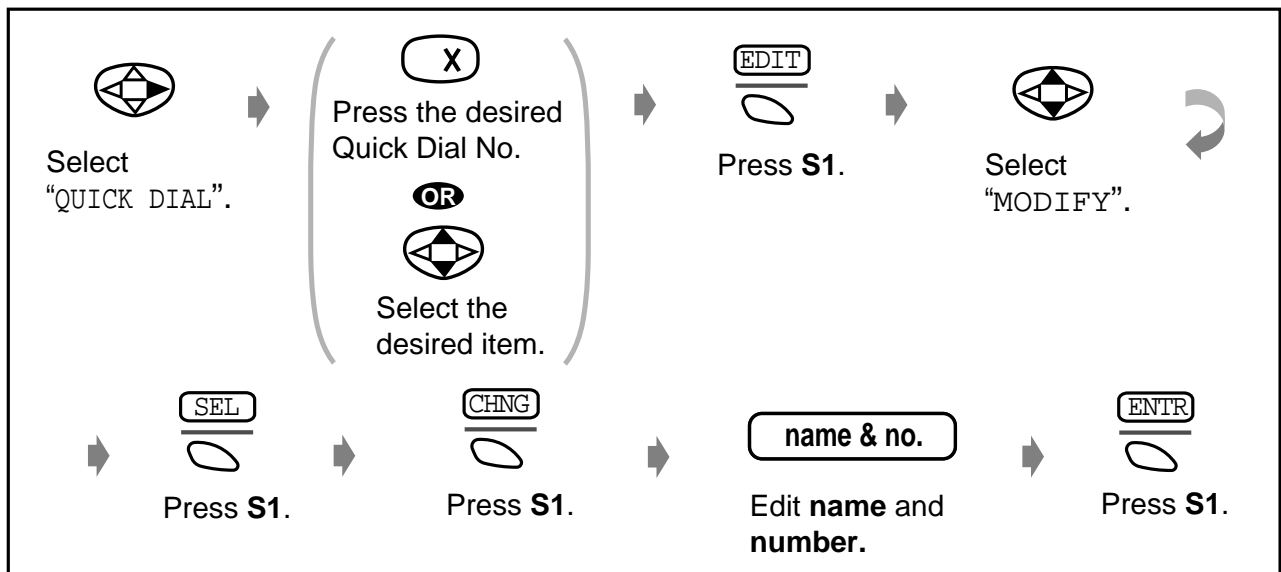 Select
“QUICK DIAL”.
X
Press the desired
Quick Dial No.
OR
Select the
desired item.
EDIT
Press S1.
Select
“MODIFY”.
SEL
Press S1.
CHNG
Press S1.
name & no.
Edit name and
number.
ENTR
Press S1.